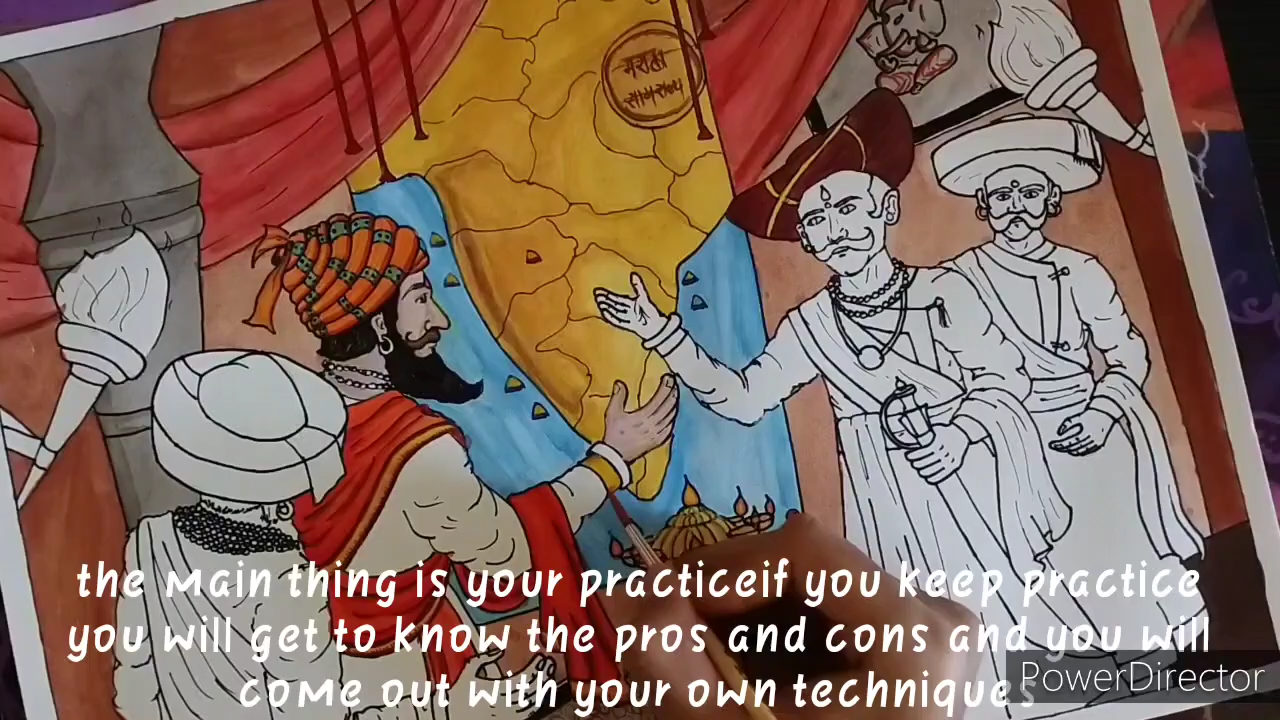 मराठा
साम्राज्य
the main thing is your practiceif you keep practice
you will get to know the pros and cons and you will
come out with your own techniques
PowerDirector